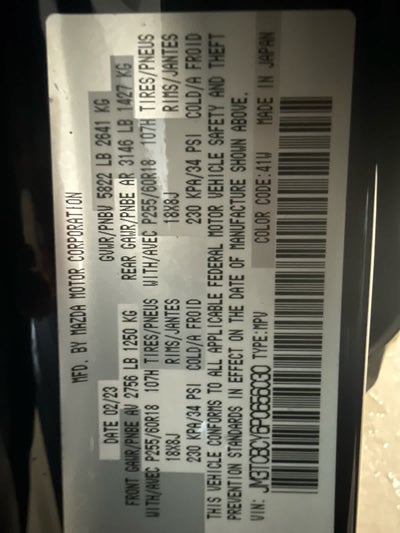 MFD. BY MAZDA MOTOR CORPORATION
DATE 02/23 GVWR/PNBV 5822 LB 2641 KG
FRONT GAWR/PNBE AV 2756 LB 1250 KG REAR GAWR/PNBE AR 3146 LB 1427 KG
WITH/AVEC P255/60R18 107H TIRES/PNEUS WITH/AVEC P255/60R18 107H TIRES/PNEUS
18X8J RIMS/JANTES 18X8J RIMS/JANTES
230 KPA/34 PSI COLD/A FROID 230 KPA/34 PSI COLD/A FROID
THIS VEHICLE CONFORMS TO ALL APPLICABLE FEDERAL MOTOR VEHICLE SAFETY AND THEFT
PREVENTION STANDARDS IN EFFECT ON THE DATE OF MANUFACTURE SHOWN ABOVE.
VIN: JM3TCBCY6P0656030 TYPE:MPV COLOR CODE:41W MADE IN JAPAN